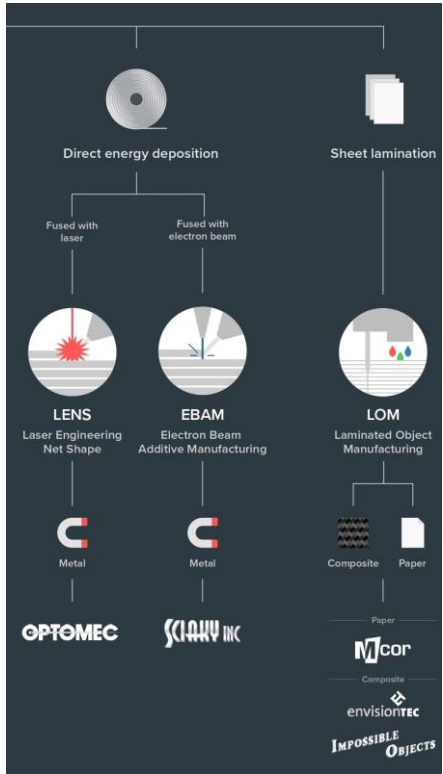 Direct energy deposition
Sheet lamination
Fused with
laser
Fused with
electron beam
LENS
Laser Engineering
Net Shape
EBAM
Electron Beam
Additive Manufacturing
LOM
Laminated Object
Manufacturing
Metal
Metal
Composite
Paper
OPTOMEC
SCIAKY INC
Paper
Mcor
Composite
envisionTEC
IMPOSSIBLE
OBJECTS